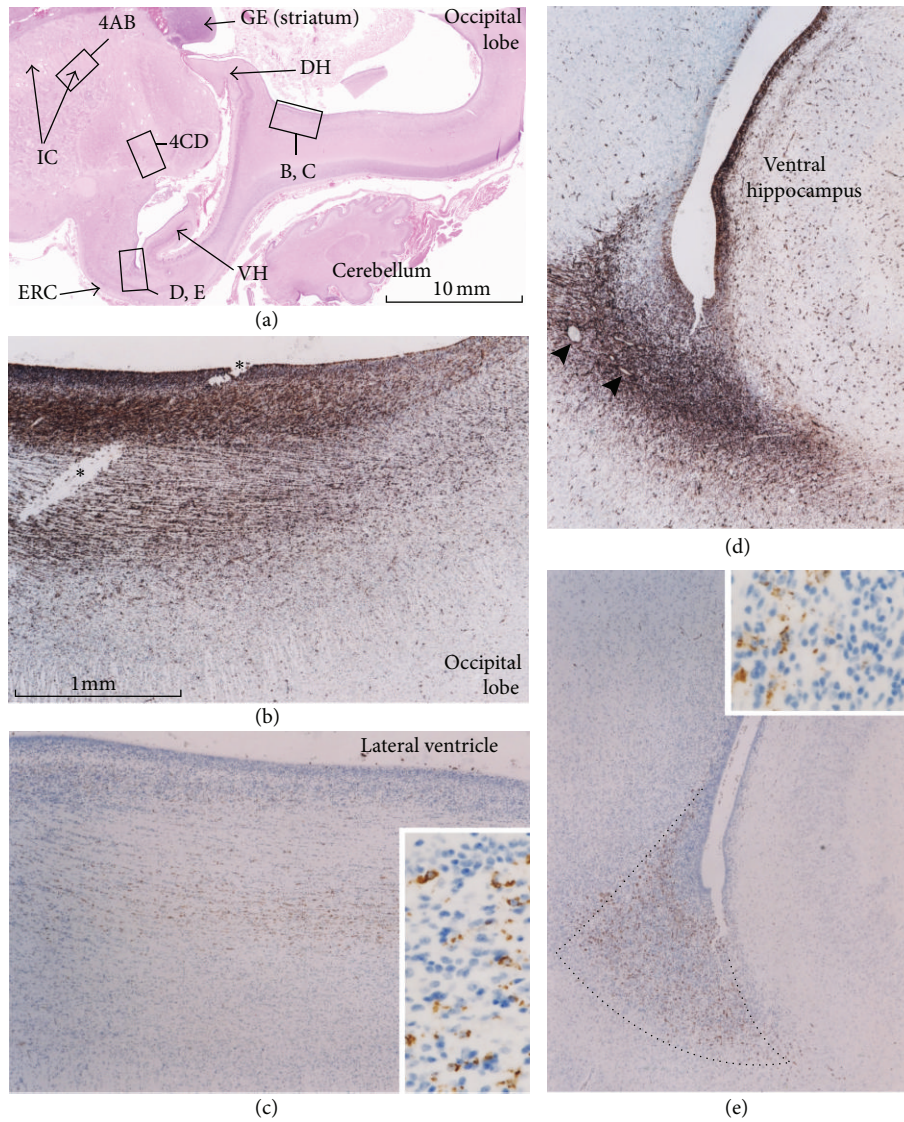 4AB
GE (striatum)
Occipital
lobe
DH
IC
4CD
B, C
ERC
D, E
VH
Cerebellum
10 mm
(a)
*
*
Occipital
lobe
1 mm
(b)
Lateral ventricle
(c)
Ventral
hippocampus
(d)
(e)